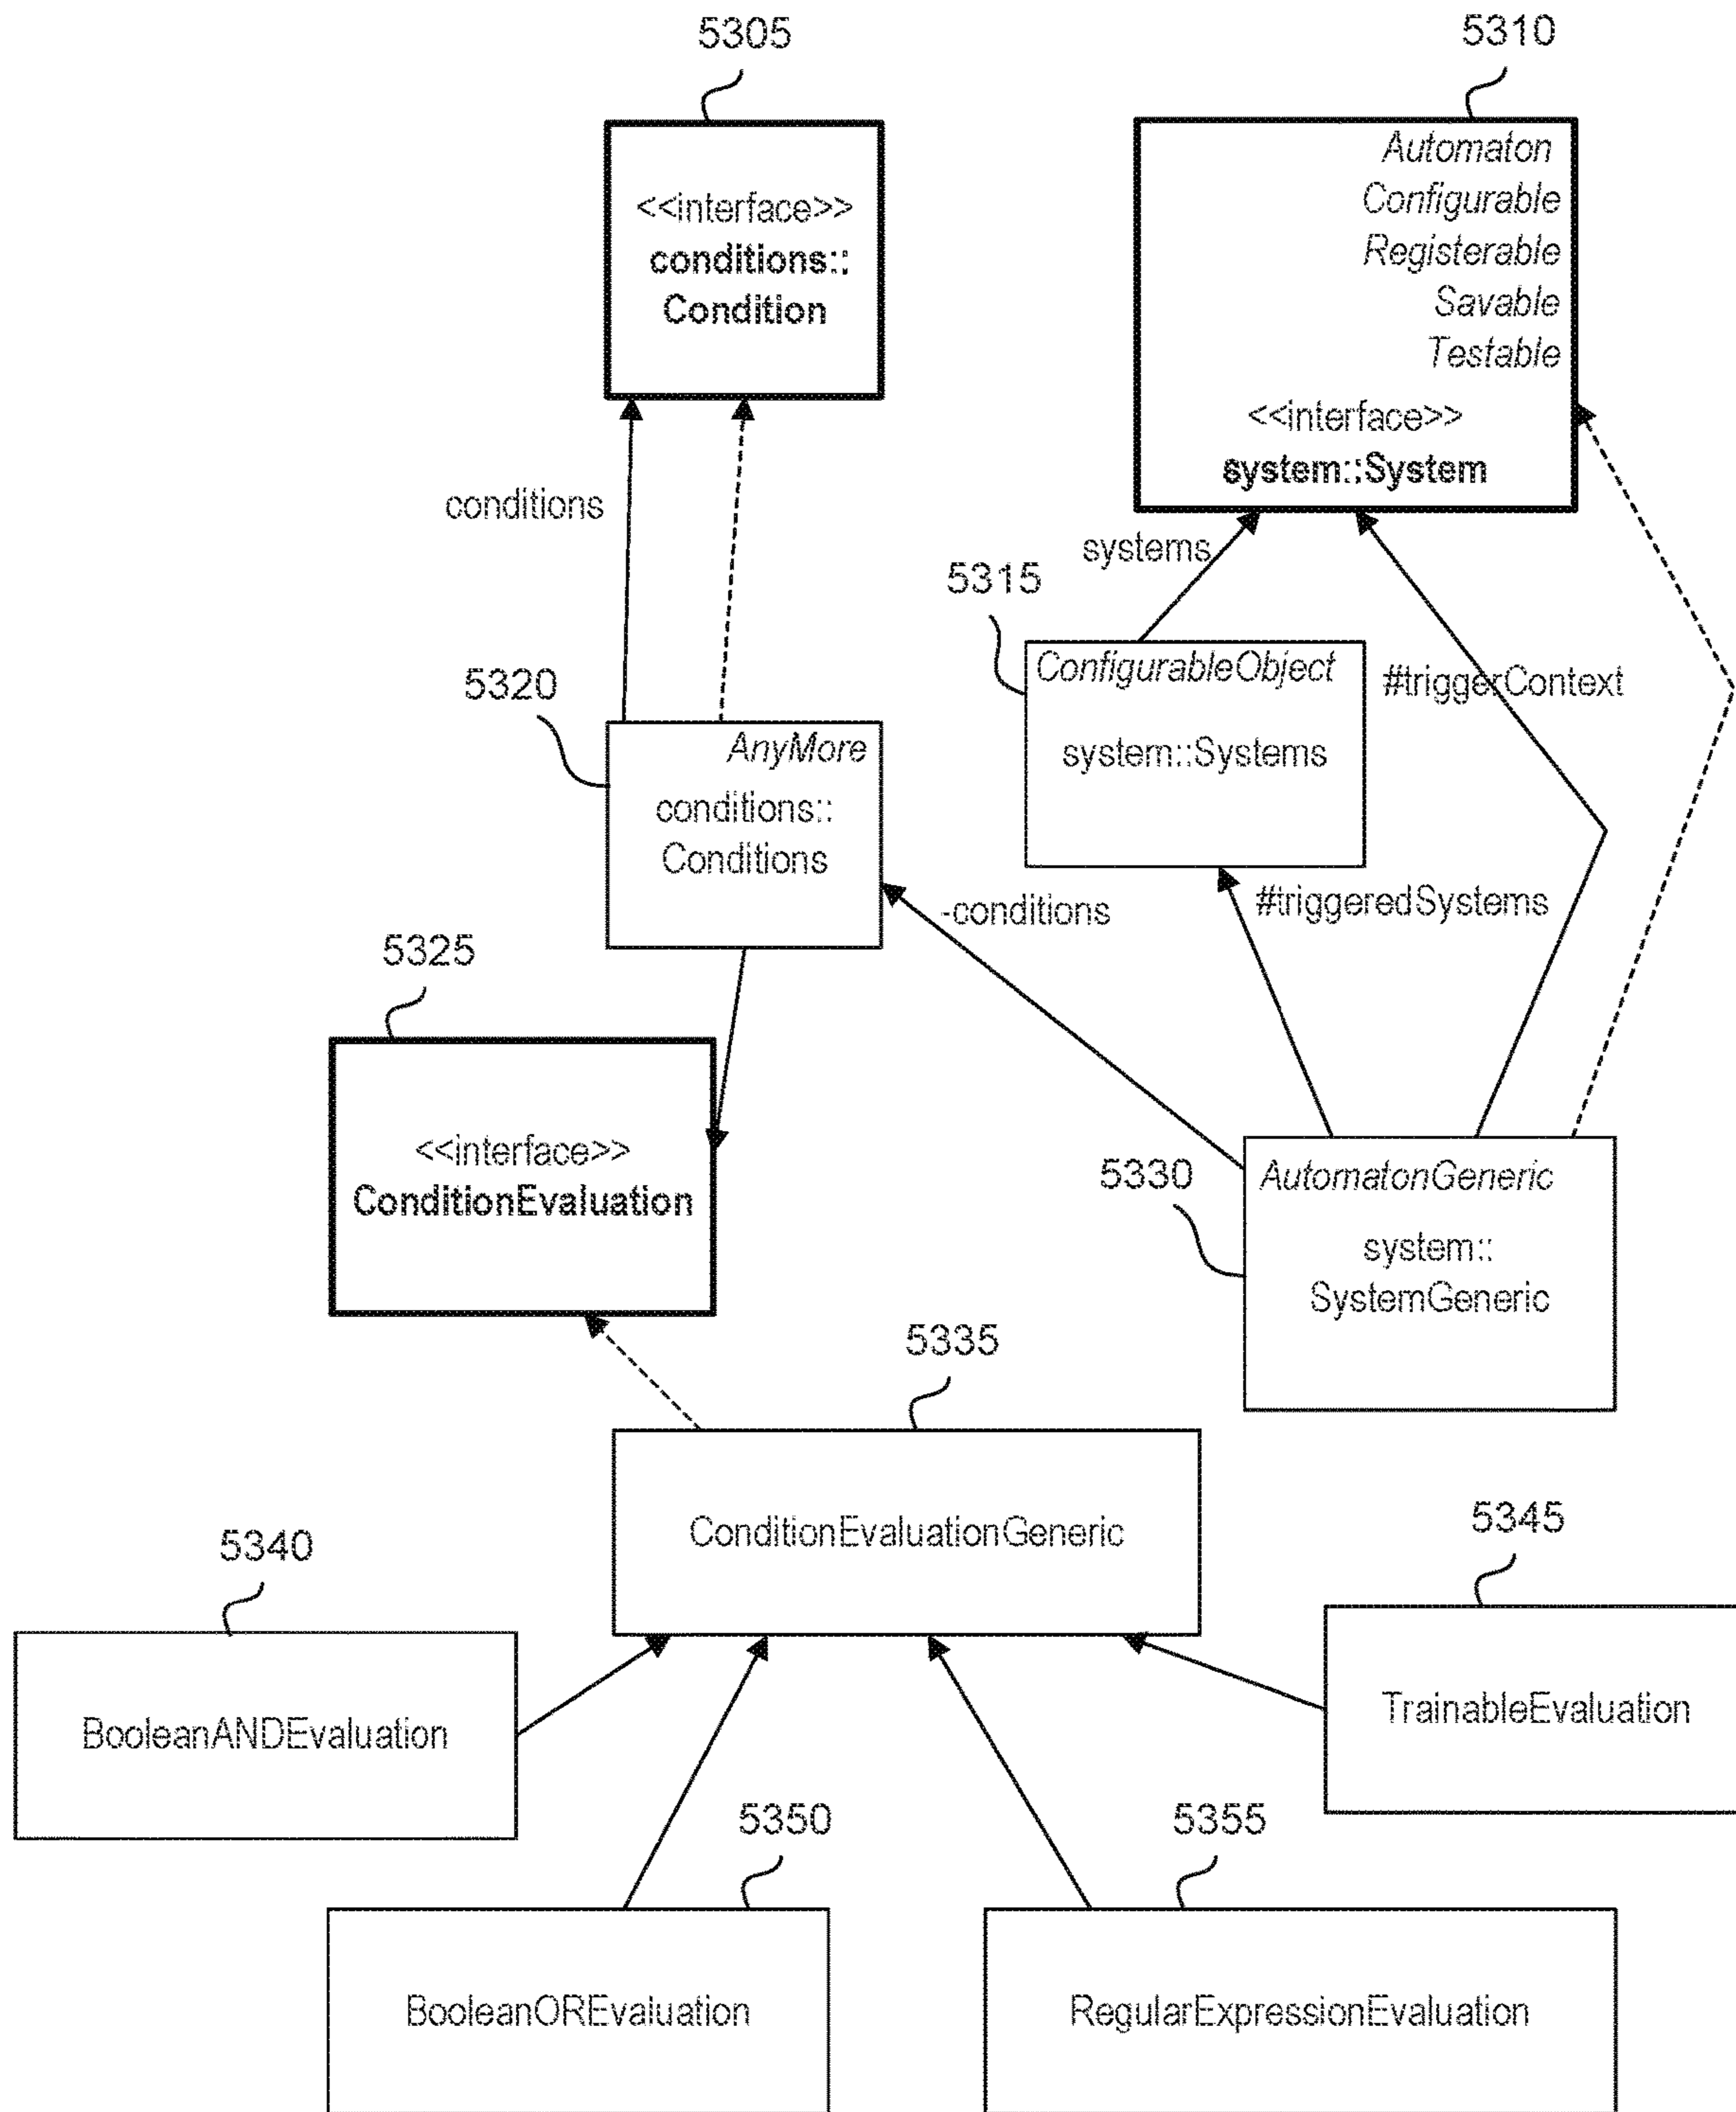 5305
5310
<<interface>>
conditions::
Condition
Automaton
Configurable
Registerable
Savable
Testable
<<interface>>
system::System
conditions
systems
5315
ConfigurableObject
system::Systems
#triggerContext
5320
AnyMore
conditions::
Conditions
-conditions
#triggeredSystems
5325
<<interface>>
ConditionEvaluation
5330
AutomatonGeneric
system::
SystemGeneric
5335
ConditionEvaluationGeneric
5340
BooleanANDEvaluation
5345
TrainableEvaluation
5350
BooleanOREvaluation
5355
RegularExpressionEvaluation